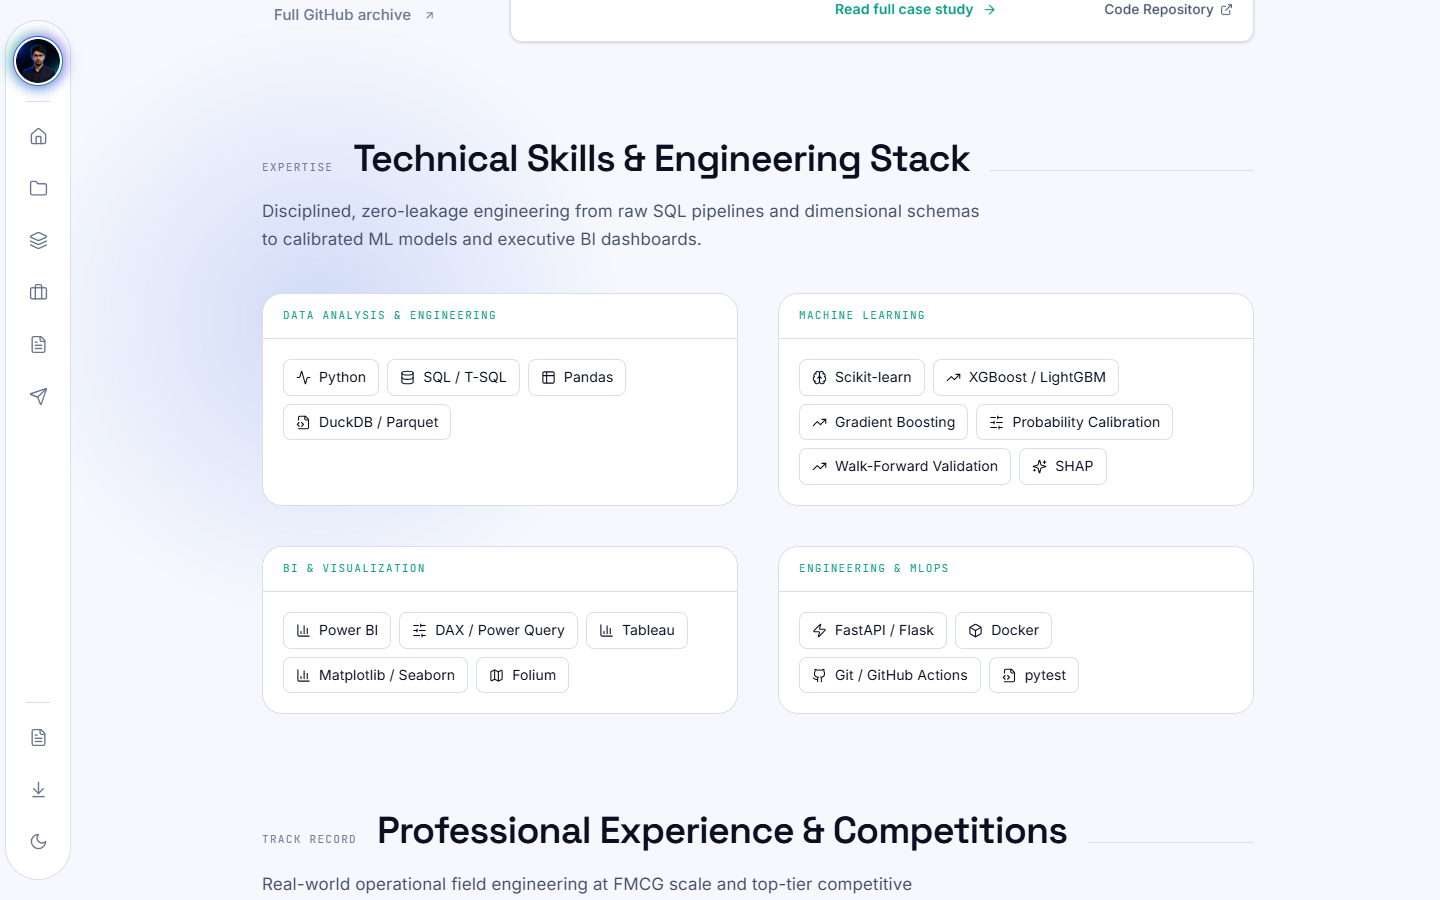 Full GitHub archive
Read full case study
Code Repository
EXPERTISE
Technical Skills & Engineering Stack
Disciplined, zero-leakage engineering from raw SQL pipelines and dimensional schemas
to calibrated ML models and executive BI dashboards.
DATA ANALYSIS & ENGINEERING
Python
SQL / T-SQL
Pandas
DuckDB / Parquet
MACHINE LEARNING
Scikit-learn
XGBoost / LightGBM
Gradient Boosting
Probability Calibration
Walk-Forward Validation
SHAP
BI & VISUALIZATION
Power BI
DAX / Power Query
Tableau
Matplotlib / Seaborn
Folium
ENGINEERING & MLOPS
FastAPI / Flask
Docker
Git / GitHub Actions
pytest
TRACK RECORD
Professional Experience & Competitions
Real-world operational field engineering at FMCG scale and top-tier competitive